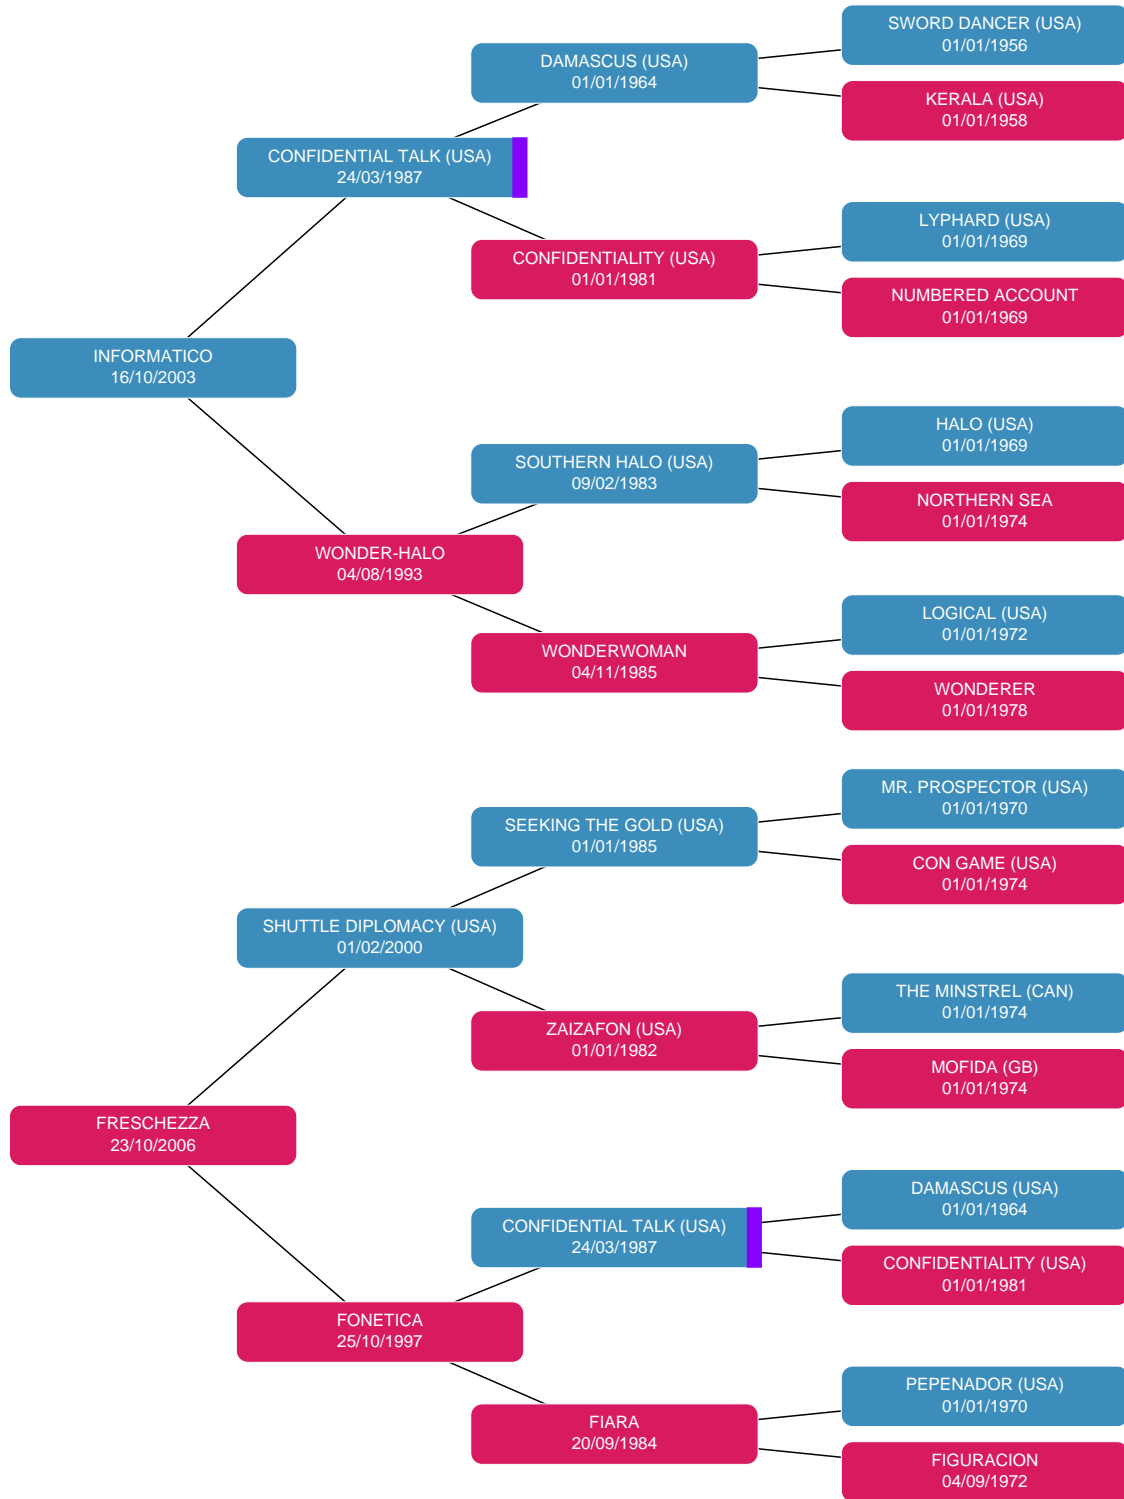 SWORD DANCER (USA)
01/01/1956
DAMASCUS (USA)
01/01/1964
KERALA (USA)
01/01/1958
CONFIDENTIAL TALK (USA)
24/03/1987
LYPHARD (USA)
01/01/1969
CONFIDENTIALITY (USA)
01/01/1981
NUMBERED ACCOUNT
01/01/1969
INFORMATICO
16/10/2003
HALO (USA)
01/01/1969
SOUTHERN HALO (USA)
09/02/1983
NORTHERN SEA
01/01/1974
WONDER-HALO
04/08/1993
LOGICAL (USA)
01/01/1972
WONDERWOMAN
04/11/1985
WONDERER
01/01/1978
MR. PROSPECTOR (USA)
01/01/1970
SEEKING THE GOLD (USA)
01/01/1985
CON GAME (USA)
01/01/1974
SHUTTLE DIPLOMACY (USA)
01/02/2000
THE MINSTREL (CAN)
01/01/1974
ZAIZAFON (USA)
01/01/1982
MOFIDA (GB)
01/01/1974
FRESCHEZZA
23/10/2006
DAMASCUS (USA)
01/01/1964
CONFIDENTIAL TALK (USA)
24/03/1987
CONFIDENTIALITY (USA)
01/01/1981
FONETICA
25/10/1997
PEPENADOR (USA)
01/01/1970
FIARA
20/09/1984
FIGURACION
04/09/1972